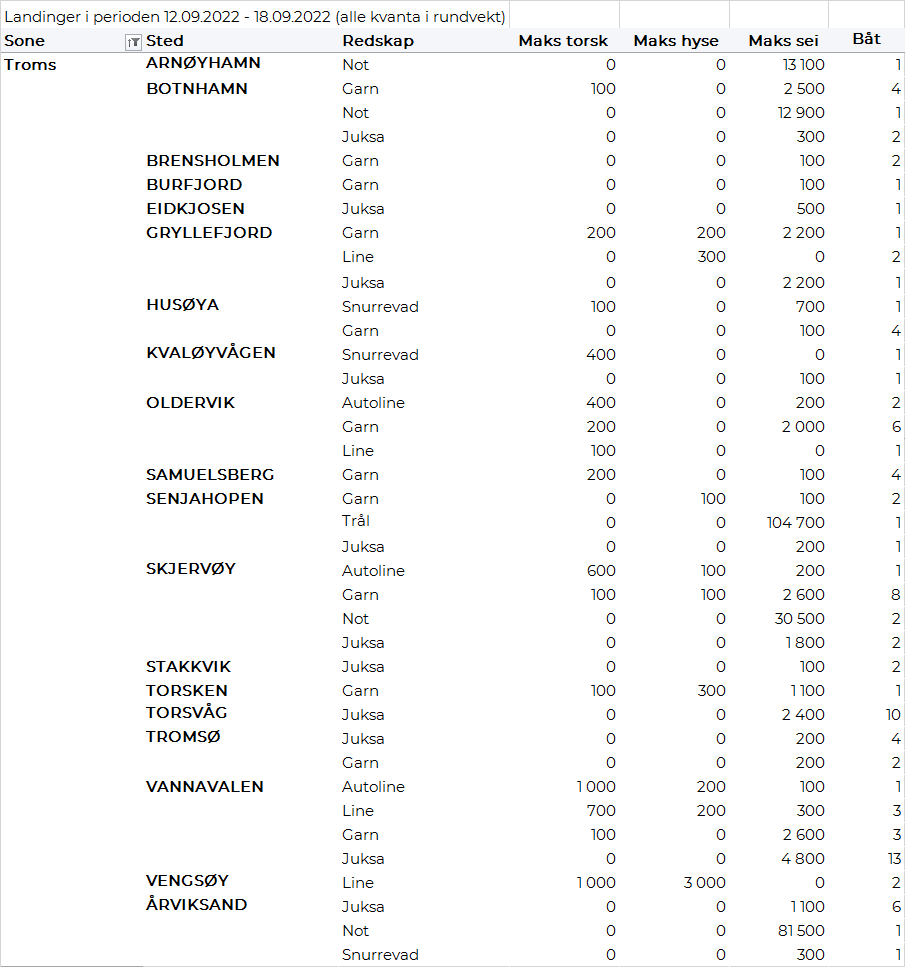 Landinger i perioden 12.09.2022 - 18.09.2022 (alle kvanta i rundvekt)
Sone Sted Redskap Maks torsk Maks hyse Maks sei Båt
Troms ARNØYHAMN Not 0 0 13 100 1
BOTNHAMN Garn 100 0 2 500 4
Not 0 0 12 900 1
Juksa 0 0 300 2
BRENSHOLMEN Garn 0 0 100 2
BURFJORD Garn 0 0 100 1
EIDKJOSEN Juksa 0 0 500 1
GRYLLEFJORD Garn 200 200 2 200 1
Line 0 300 0 2
Juksa 0 0 2 200 1
HUSØYA Snurrevad 100 0 700 1
Garn 0 0 100 4
KVALØYVÅGEN Snurrevad 400 0 0 1
Juksa 0 0 100 1
OLDERVIK Autoline 400 0 200 2
Garn 200 0 2 000 6
Line 100 0 0 1
SAMUELSBERG Garn 200 0 100 4
SENJAHOPEN Garn 0 100 100 2
Trål 0 0 104 700 1
Juksa 0 0 200 1
SKJERVØY Autoline 600 100 200 1
Garn 100 100 2 600 8
Not 0 0 30 500 2
Juksa 0 0 1 800 2
STAKKVIK Juksa 0 0 100 2
TORSKEN Garn 100 300 1 100 1
TORSVÅG Juksa 0 0 2 400 10
TROMSØ Juksa 0 0 200 4
Garn 0 0 200 2
VANNAVALEN Autoline 1 000 200 100 1
Line 700 200 300 3
Garn 100 0 2 600 3
Juksa 0 0 4 800 13
VENGSØY Line 1 000 3 000 0 2
ÅRVIKSAND Juksa 0 0 1 100 6
Not 0 0 81 500 1
Snurrevad 0 0 300 1